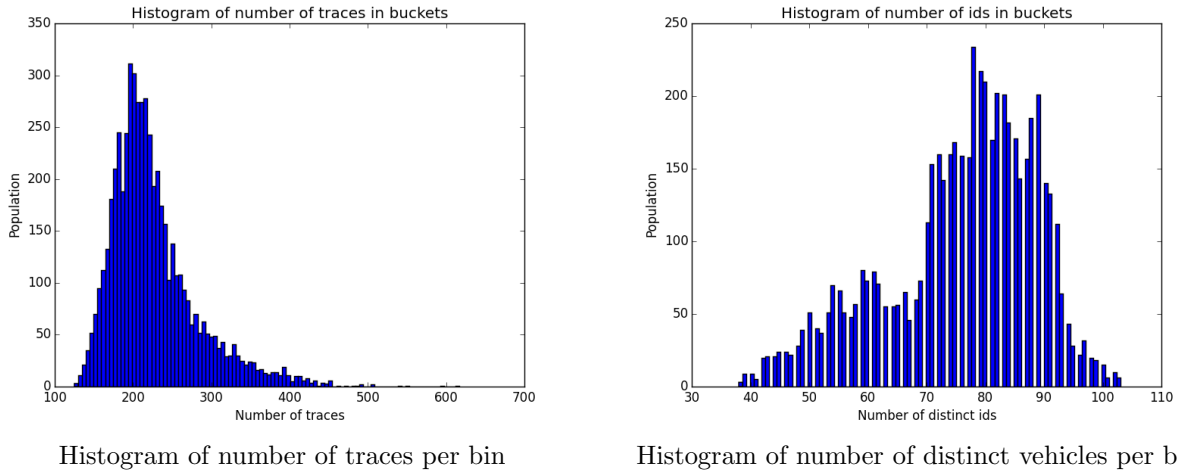 Histogram of number of traces in buckets
350
300
250
200
150
100
50
0
Population
100 200 300 400 500 600 700
Number of traces
Histogram of number of traces per bin
Histogram of number of ids in buckets
250
200
150
100
50
0
Population
30 40 50 60 70 80 90 100 110
Number of distinct ids
Histogram of number of distinct vehicles per b